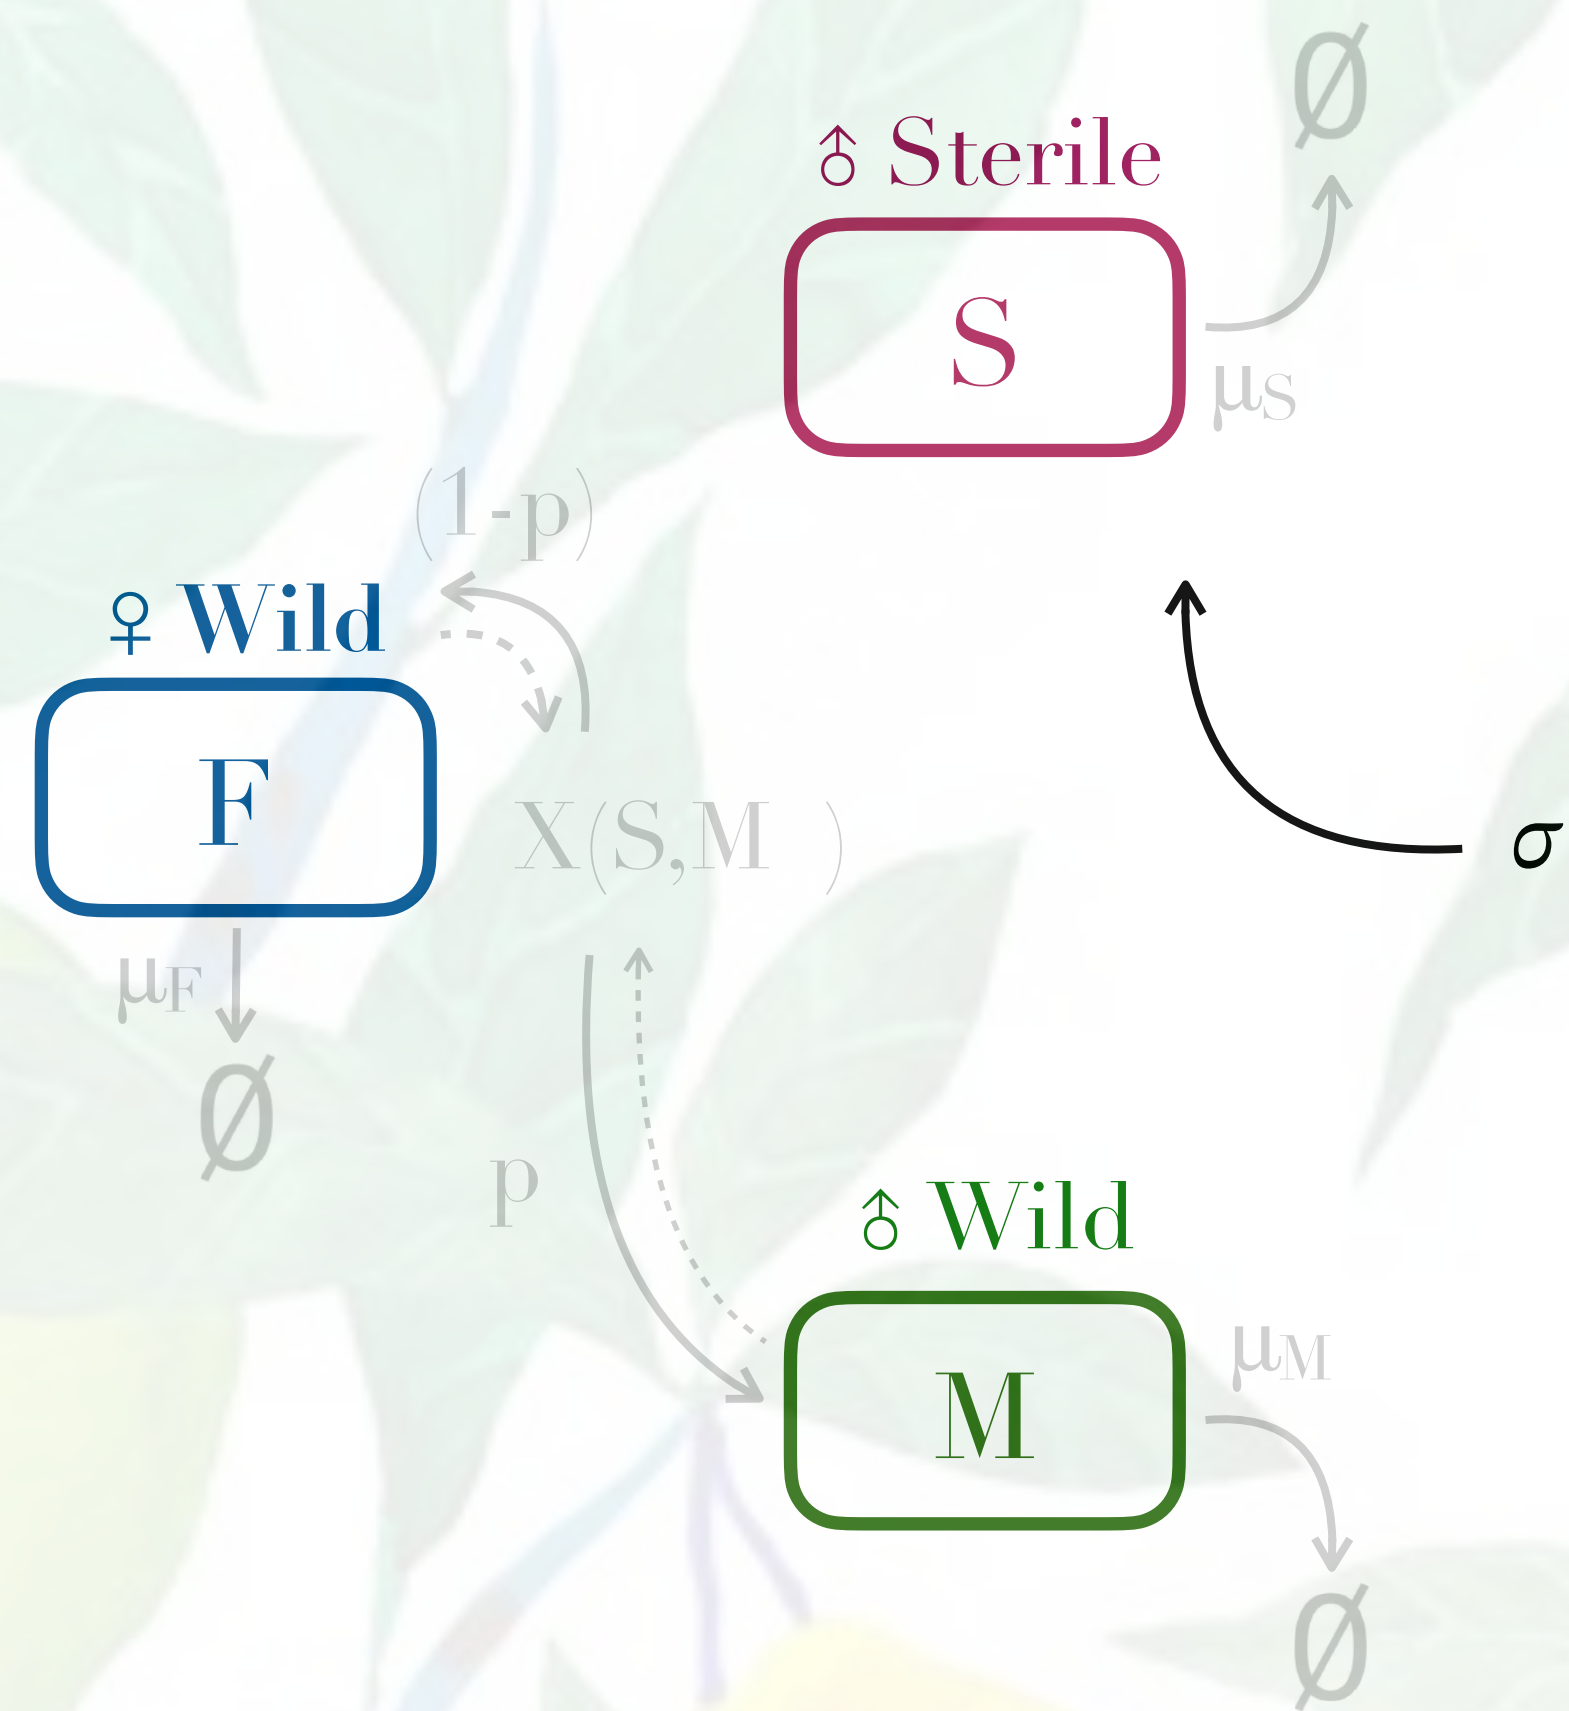 Ø
♂ Sterile
S
μS
(1-p)
♀ Wild
F
X(S,M )
σ
μF
Ø
p
♂ Wild
μM
M
Ø